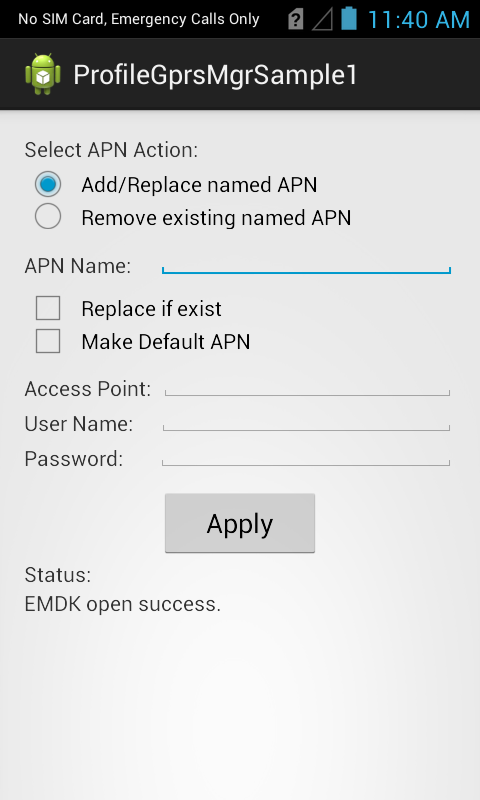 No SIM Card, Emergency Calls Only ? 11:40 AM
ProfileGprsMgrSample1
Select APN Action:
Add/Replace named APN
Remove existing named APN
APN Name:
Replace if exist
Make Default APN
Access Point:
User Name:
Password:
Apply
Status:
EMDK open success.